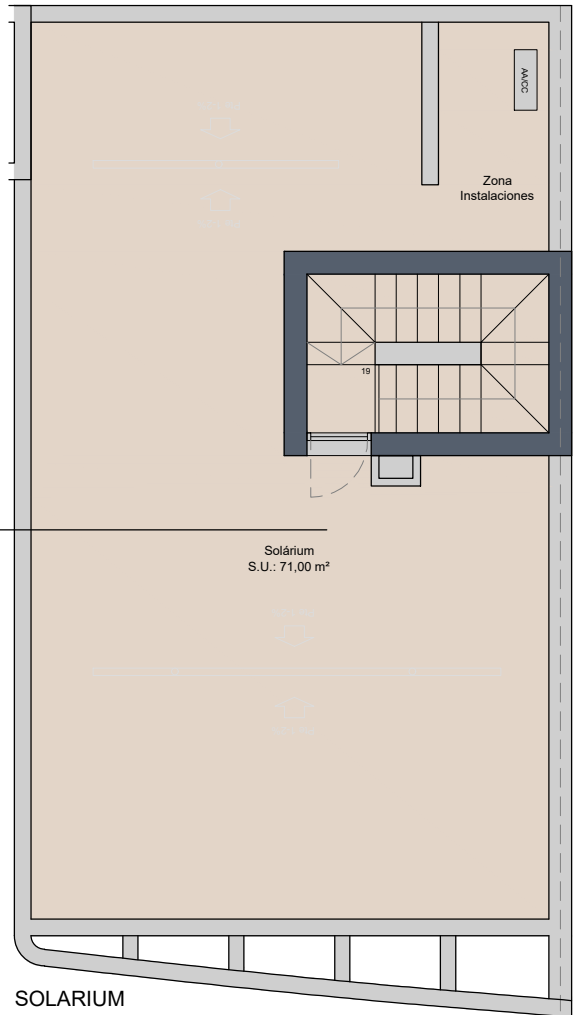 AA/CC
Zona
Instalaciones
19
Solárium
S.U.: 71,00 m²
SOLARIUM